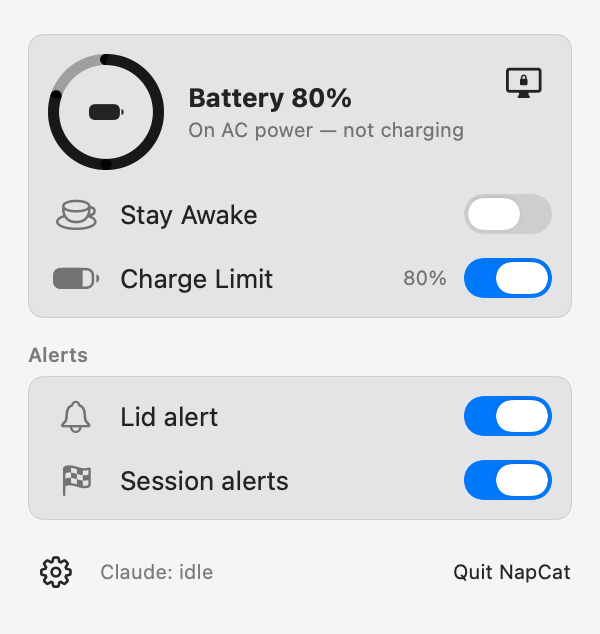 Battery 80%
On AC power — not charging
Stay Awake
Charge Limit 80%
Alerts
Lid alert
Session alerts
Claude: idle Quit NapCat